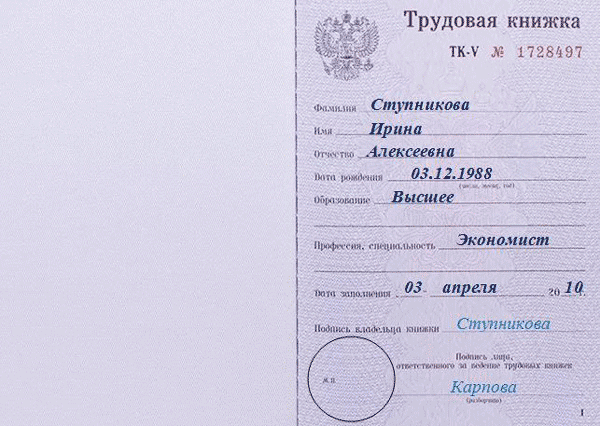 Трудовая книжка
ТК-V № 1728497
Фамилия Ступникова
Имя Ирина
Отчество Алексеевна
Дата рождения 03.12.1988
(число, месяц, год)
Образование Высшее
Профессия, специальность Экономист
Дата заполнения 03 апреля 2010 г.
Подпись владельца книжки Ступникова
Подпись лица,
ответственного за ведение трудовых книжек
М.П.
Карпова
(разборчиво)
1